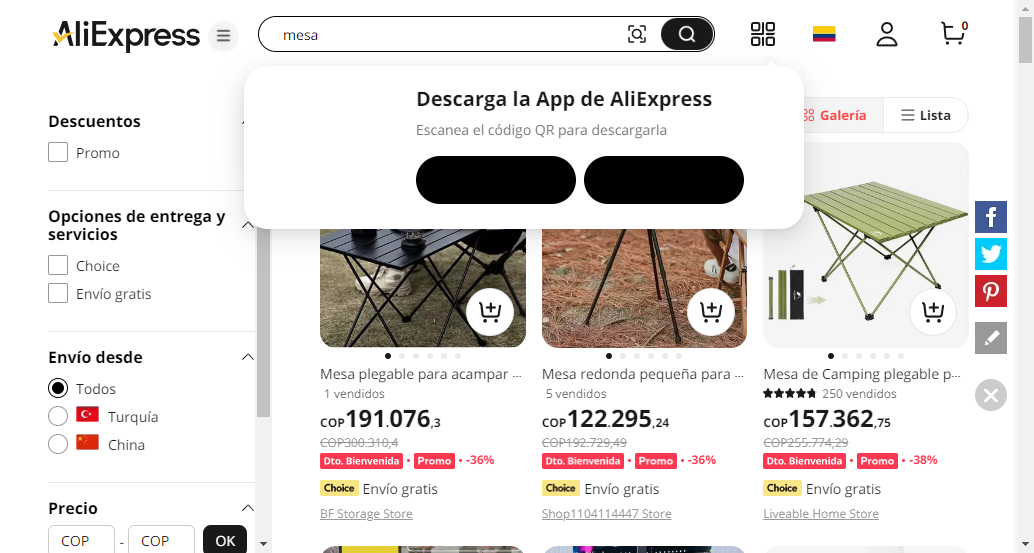 AliExpress
mesa
0
Descarga la App de AliExpress
Escanea el código QR para descargarla
Galería
Lista
Descuentos
Promo
Opciones de entrega y
servicios
Choice
Envío gratis
Envío desde
Todos
Turquía
China
Precio
COP
-
COP
OK
Mesa plegable para acampar ...
1 vendidos
COP191.076,3
COP300.310,4
Dto. Bienvenida
Promo
-36%
Choice
Envío gratis
BF Storage Store
Mesa redonda pequeña para ...
5 vendidos
COP122.295,24
COP192.729,49
Dto. Bienvenida
Promo
-36%
Choice
Envío gratis
Shop1104114447 Store
Mesa de Camping plegable p...
250 vendidos
COP157.362,75
COP255.774,29
Dto. Bienvenida
Promo
-38%
Choice
Envío gratis
Liveable Home Store